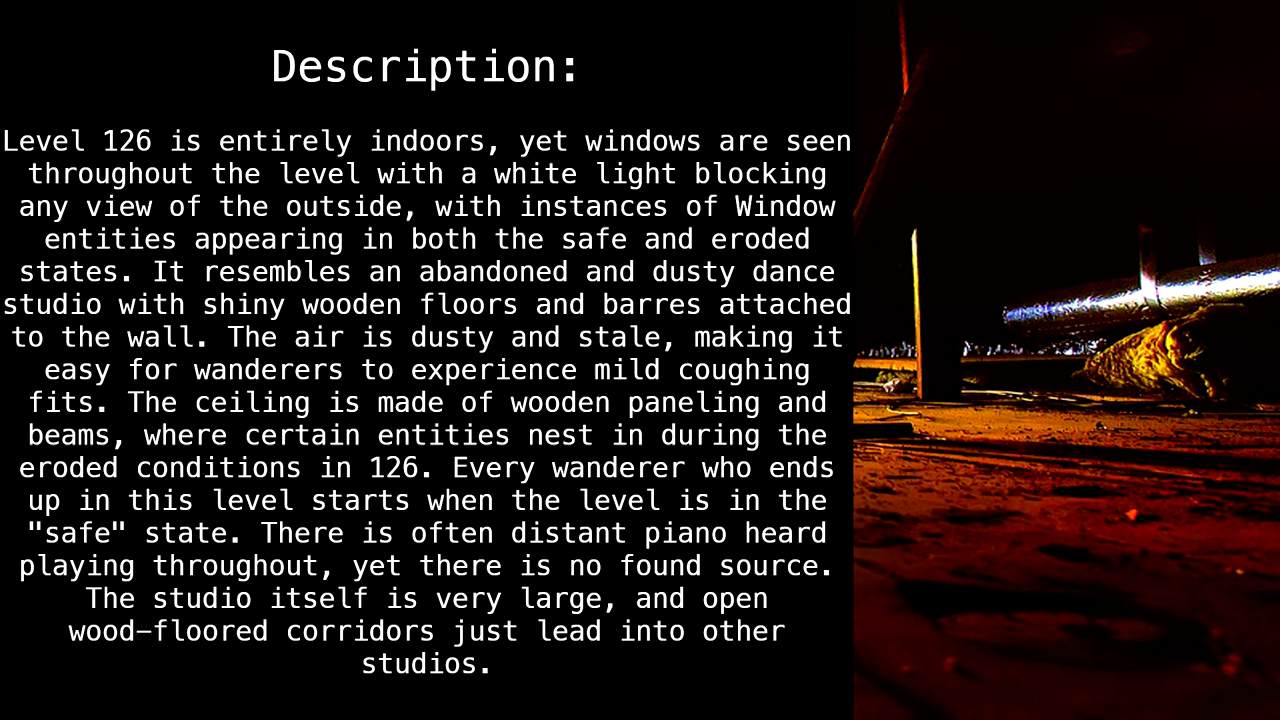 Description:
Level 126 is entirely indoors, yet windows are seen
throughout the level with a white light blocking
any view of the outside, with instances of Window
entities appearing in both the safe and eroded
states. It resembles an abandoned and dusty dance
studio with shiny wooden floors and barres attached
to the wall. The air is dusty and stale, making it
easy for wanderers to experience mild coughing
fits. The ceiling is made of wooden paneling and
beams, where certain entities nest in during the
eroded conditions in 126. Every wanderer who ends
up in this level starts when the level is in the
"safe" state. There is often distant piano heard
playing throughout, yet there is no found source.
The studio itself is very large, and open
wood–floored corridors just lead into other
studios.